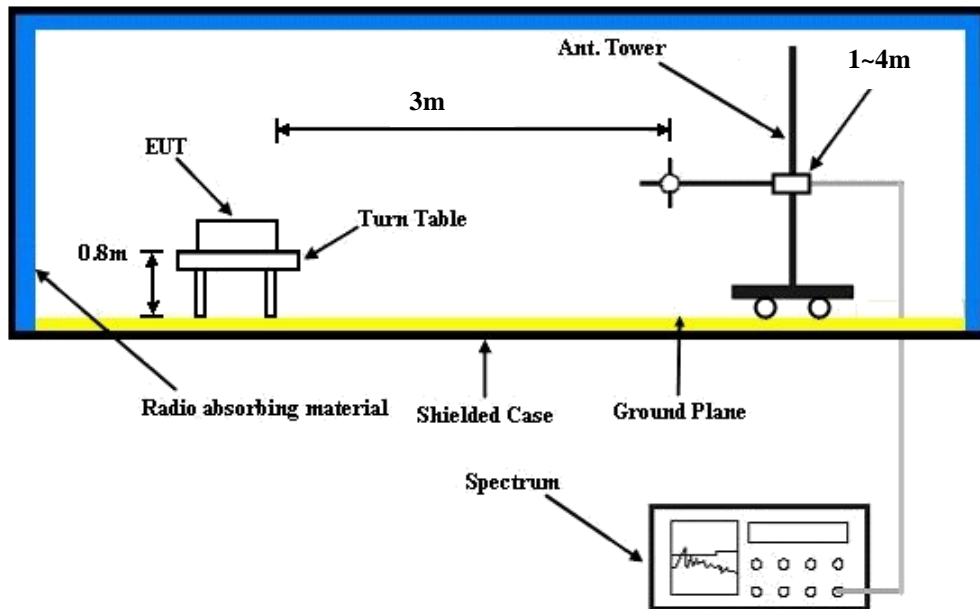 Ant. Tower
1~4m
3m
EUT
Turn Table
0.8m
Radio absorbing material
Shielded Case
Ground Plane
Spectrum